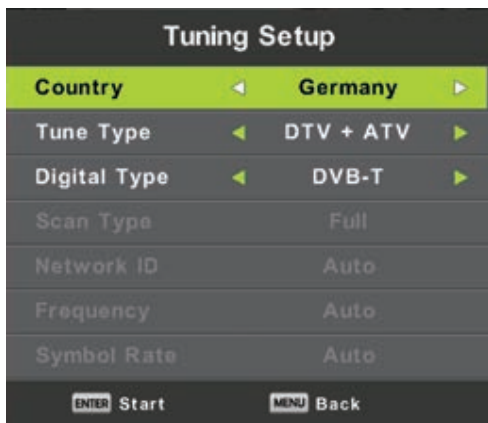 Tuning Setup
Country Germany
Tune Type DTV + ATV
Digital Type DVB-T
Scan Type Full
Network ID Auto
Frequency Auto
Symbol Rate Auto
ENTER Start MENU Back